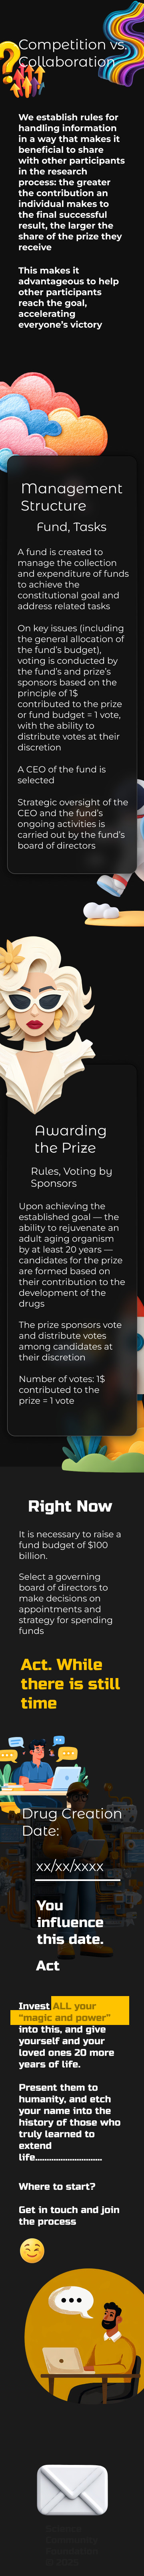 Competition vs.
Collaboration
We establish rules for
handling information
in a way that makes it
beneficial to share
with other participants
in the research
process: the greater
the contribution an
individual makes to
the final successful
result, the larger the
share of the prize they
receive
This makes it
advantageous to help
other participants
reach the goal,
accelerating
everyone's victory
Management
Structure
Fund, Tasks
A fund is created to
manage the collection
and expenditure of funds
to achieve the
constitutional goal and
address related tasks
On key issues (including
the general allocation of
the fund's budget),
voting is conducted by
the fund's and prize's
sponsors based on the
principle of 1$
contributed to the prize
or fund budget = 1 vote,
with the ability to
distribute votes at their
discretion
A CEO of the fund is
selected
Strategic oversight of the
CEO and the fund's
ongoing activities is
carried out by the fund's
board of directors
Awarding
the Prize
Rules, Voting by
Sponsors
Upon achieving the
established goal — the
ability to rejuvenate an
adult aging organism
by at least 20 years —
candidates for the prize
are formed based on
their contribution to the
development of the
drugs
The prize sponsors vote
and distribute votes
among candidates at
their discretion
Number of votes: 1$
contributed to the
prize = 1 vote
Right Now
It is necessary to raise a
fund budget of $100
billion.
Select a governing
board of directors to
make decisions on
appointments and
strategy for spending
funds
Act. While
there is still
time
Drug Creation
Date:
xx/xx/xxxx
You
influence
this date.
Act
Invest ALL your
"magic and power"
into this, and give
yourself and your
loved ones 20 more
years of life.
Present them to
humanity, and etch
your name into the
history of those who
truly learned to
extend
life..............................
Where to start?
Get in touch and join
the process